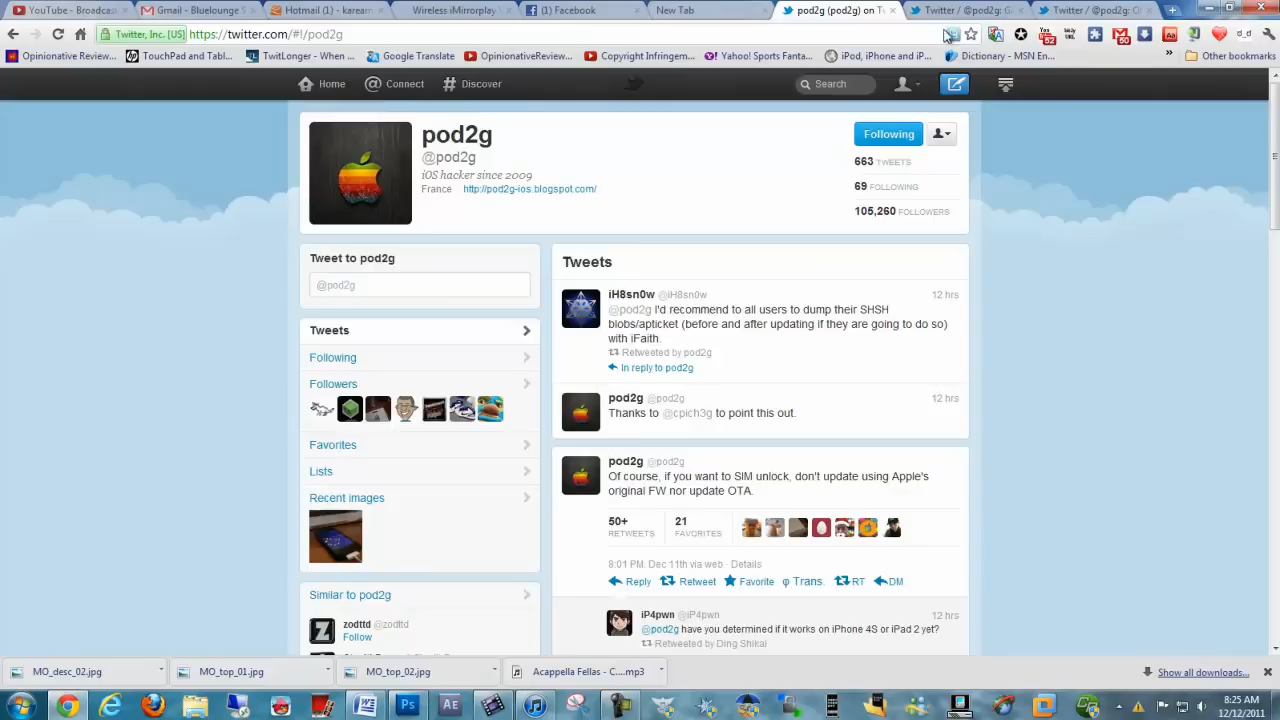 YouTube - Broadcas
Gmail - Bluelounge S
Hotmail (1) - karearn
Wireless iMirrorplay
(1) Facebook
New Tab
pod2g (pod2g) on Tw
Twitter / @pod2g:
Twitter / @pod2g:
Twitter, Inc. [US] https://twitter.com/#!/pod2g
52
50
Opinionative Review...
TouchPad and Tabl...
TwitLonger - When ...
Google Translate
OpinionativeReview...
Copyright Infringem...
Yahoo! Sports Fanta...
iPod, iPhone and iP...
Dictionary - MSN En...
»
Other bookmarks
Home
@ Connect
# Discover
Search
pod2g
@pod2g
iOS hacker since 2009
France http://pod2g-ios.blogspot.com/
Following
663 TWEETS
69 FOLLOWING
105,260 FOLLOWERS
Tweet to pod2g
@pod2g
Tweets
Following
Followers
Favorites
Lists
Recent images
Similar to pod2g
zodttd @zodttd
Follow
Tweets
iH8sn0w @iH8sn0w 12 hrs
@pod2g I'd recommend to all users to dump their SHSH
blobs/apticket (before and after updating if they are going to do so)
with iFaith.
Retweeted by pod2g
In reply to pod2g
pod2g @pod2g 12 hrs
Thanks to @cpich3g to point this out.
pod2g @pod2g
Of course, if you want to SIM unlock, don't update using Apple's
original FW nor update OTA.
50+ RETWEETS
21 FAVORITES
8:01 PM. Dec 11th via web · Details
Reply Retweet Favorite φ Trans. RT DM
iP4pwn @iP4pwn 12 hrs
@pod2g have you determined if it works on iPhone 4S or iPad 2 yet?
Retweeted by Ding Shikai
MO_desc_02.jpg
MO_top_01.jpg
MO_top_02.jpg
Acappella Fellas - C....mp3
Show all downloads...
8:25 AM
12/12/2011